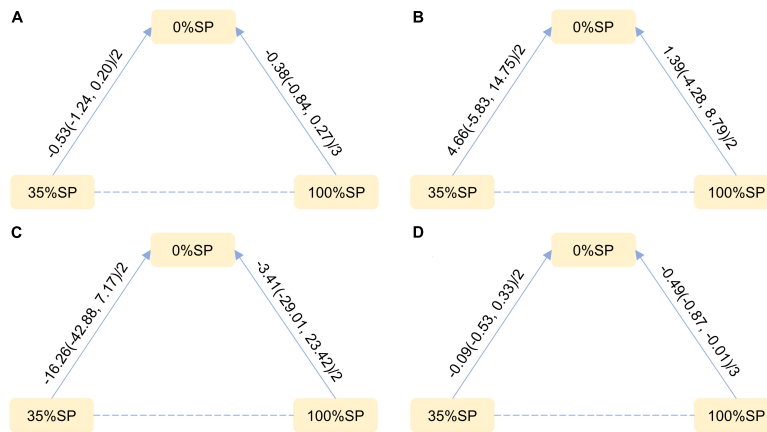 A
0%SP
-0.53(-1.24, 0.20)/2
-0.38(-0.84, 0.27)/3
35%SP
100%SP
B
0%SP
4.66(-5.83, 14.75)/2
1.39(-4.28, 8.79)/2
35%SP
100%SP
C
0%SP
-16.26(-42.88, 7.17)/2
-3.41(-29.01, 23.42)/2
35%SP
100%SP
D
0%SP
-0.09(-0.53, 0.33)/2
-0.49(-0.87, -0.01)/3
35%SP
100%SP